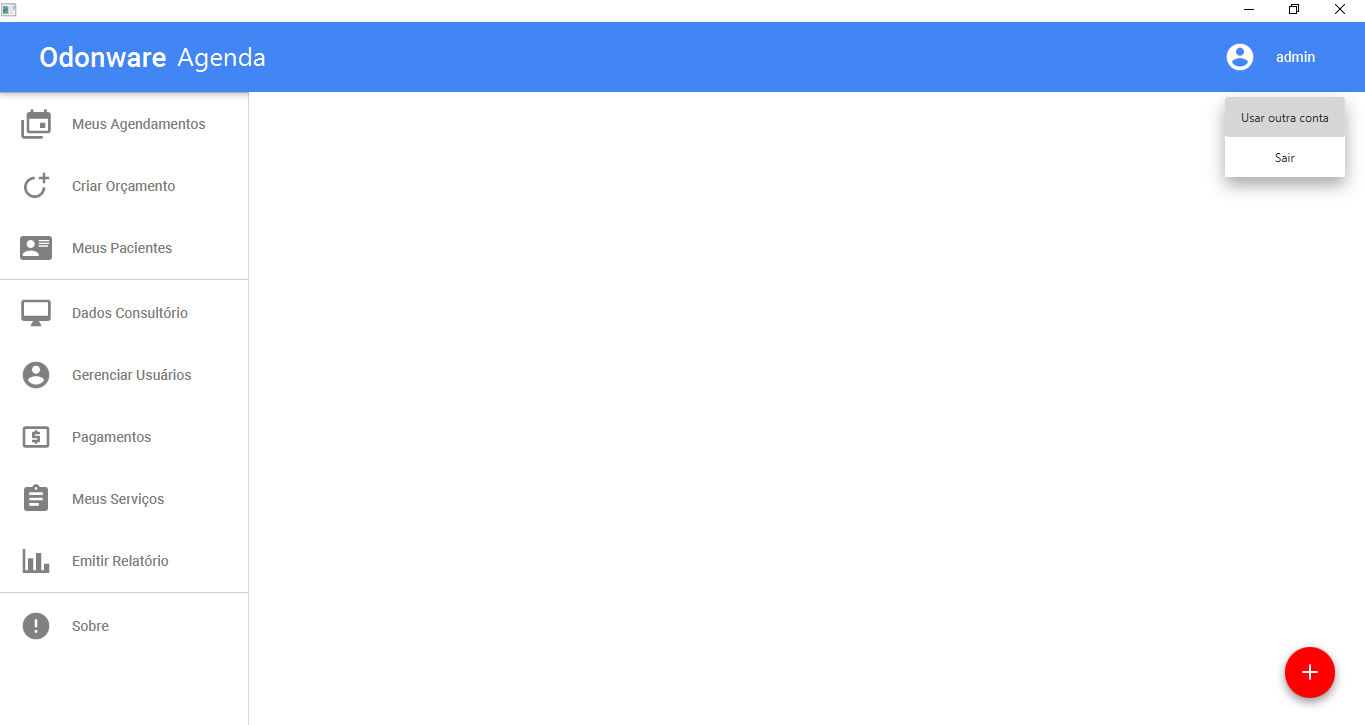 Odonware Agenda
admin
Usar outra conta
Sair
Meus Agendamentos
Criar Orçamento
Meus Pacientes
Dados Consultório
Gerenciar Usuários
Pagamentos
Meus Serviços
Emitir Relatório
Sobre